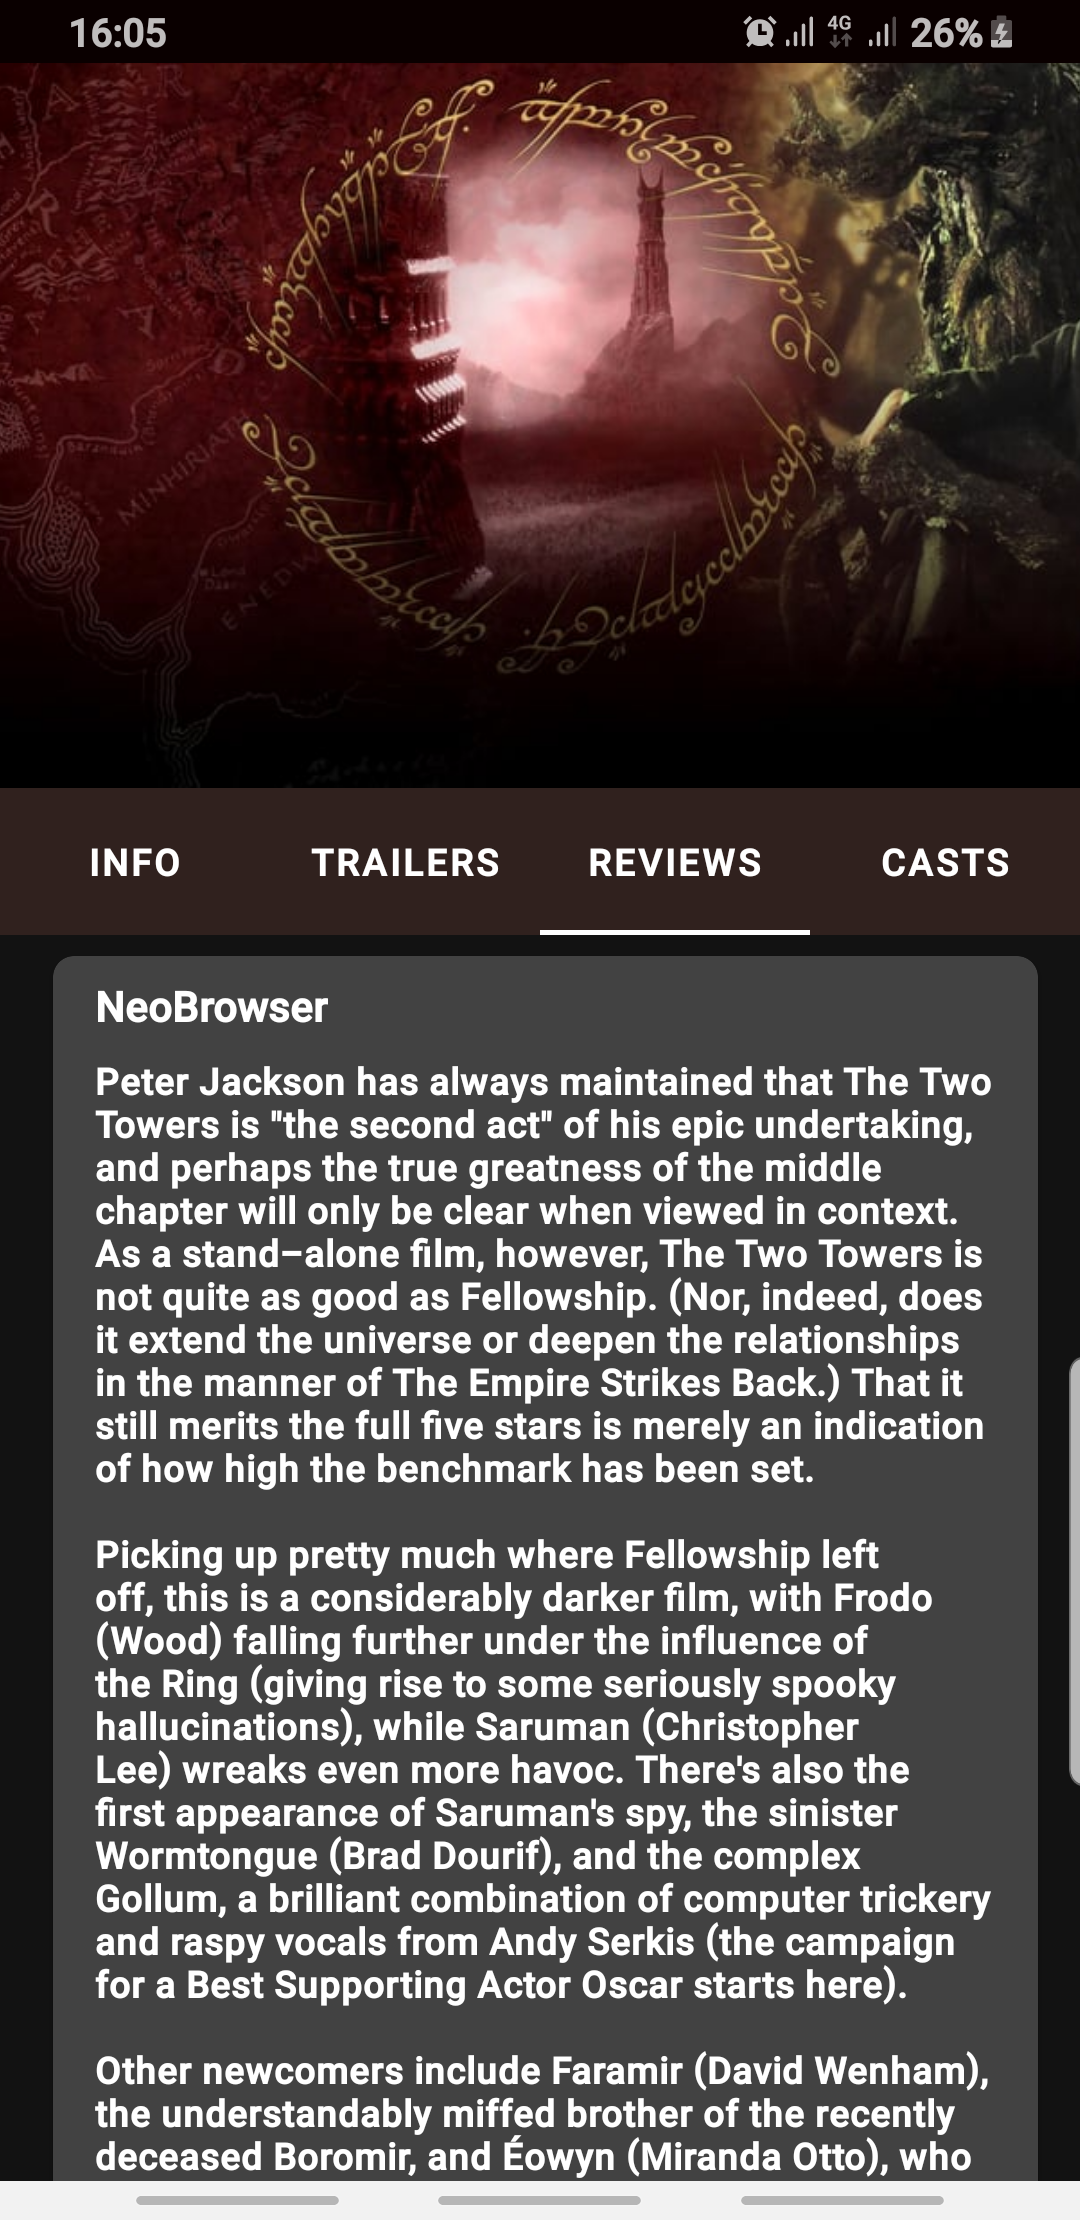 16:05
4G
26%
MINHIRIA
INFO
TRAILERS
REVIEWS
CASTS
NeoBrowser
Peter Jackson has always maintained that The Two
Towers is "the second act" of his epic undertaking,
and perhaps the true greatness of the middle
chapter will only be clear when viewed in context.
As a stand–alone film, however, The Two Towers is
not quite as good as Fellowship. (Nor, indeed, does
it extend the universe or deepen the relationships
in the manner of The Empire Strikes Back.) That it
still merits the full five stars is merely an indication
of how high the benchmark has been set.
Picking up pretty much where Fellowship left
off, this is a considerably darker film, with Frodo
(Wood) falling further under the influence of
the Ring (giving rise to some seriously spooky
hallucinations), while Saruman (Christopher
Lee) wreaks even more havoc. There's also the
first appearance of Saruman's spy, the sinister
Wormtongue (Brad Dourif), and the complex
Gollum, a brilliant combination of computer trickery
and raspy vocals from Andy Serkis (the campaign
for a Best Supporting Actor Oscar starts here).
Other newcomers include Faramir (David Wenham),
the understandably miffed brother of the recently
deceased Boromir, and Éowyn (Miranda Otto), who